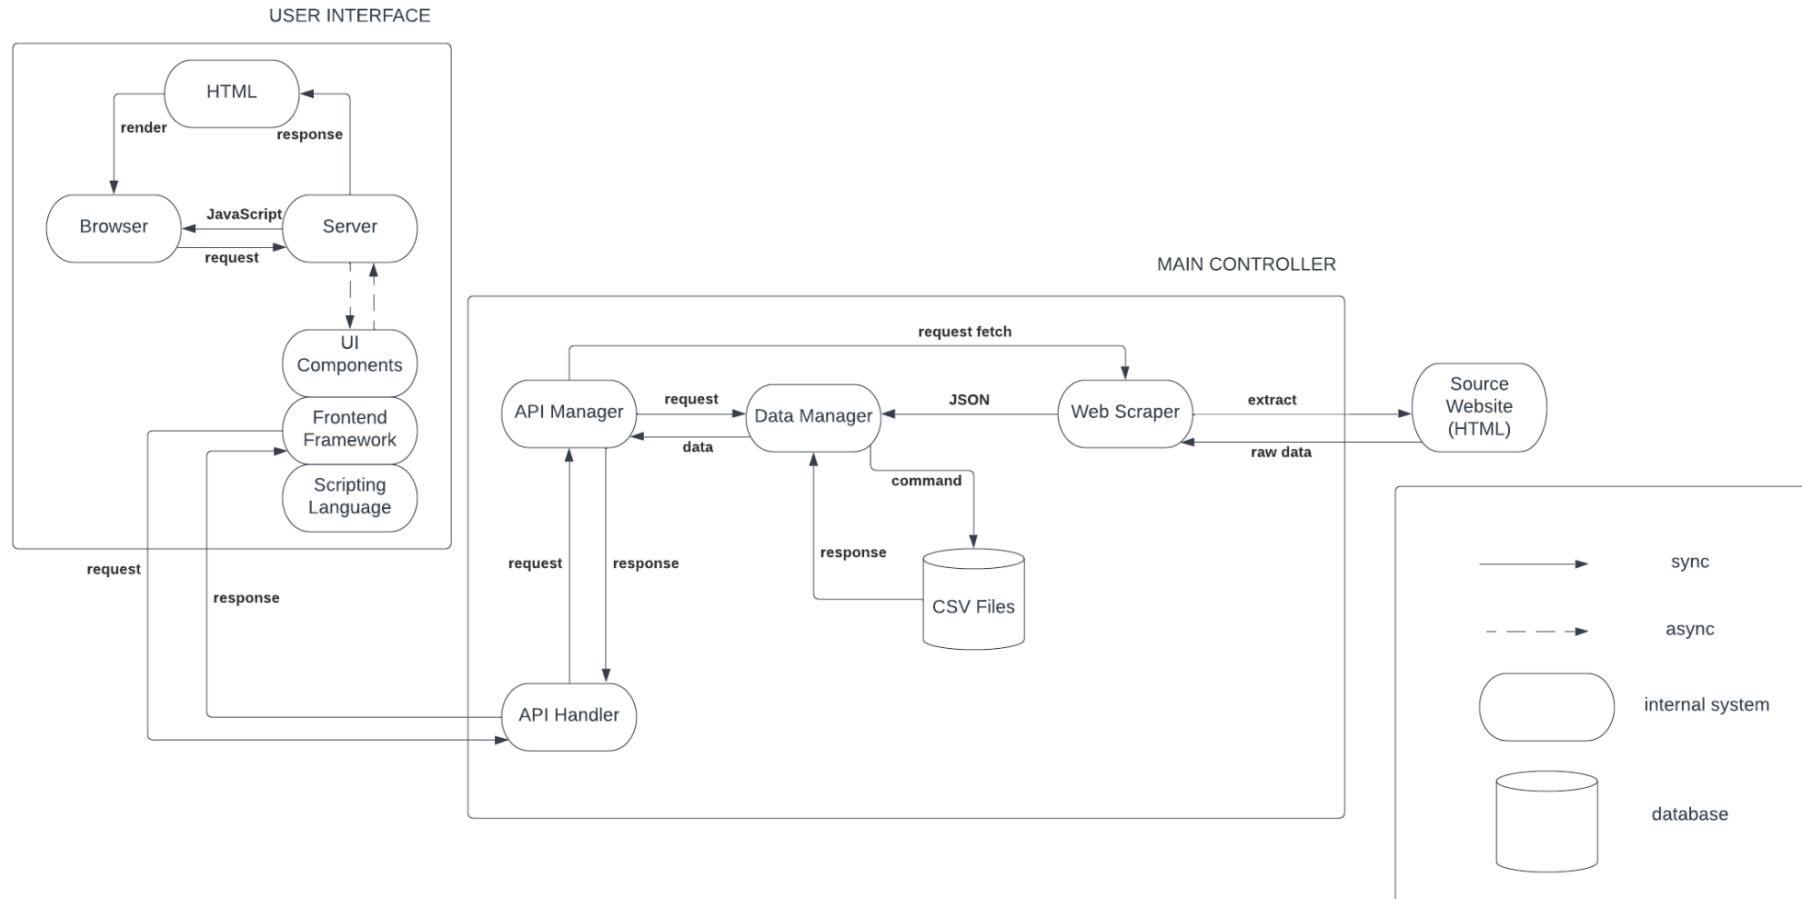 USER INTERFACE
HTML
render
response
Browser
JavaScript
Server
request
UI
Components
Frontend
Framework
Scripting
Language
request
response
MAIN CONTROLLER
request fetch
API Manager
request
data
Data Manager
JSON
Web Scraper
extract
raw data
Source
Website
(HTML)
command
response
CSV Files
request
response
API Handler
sync
async
internal system
database